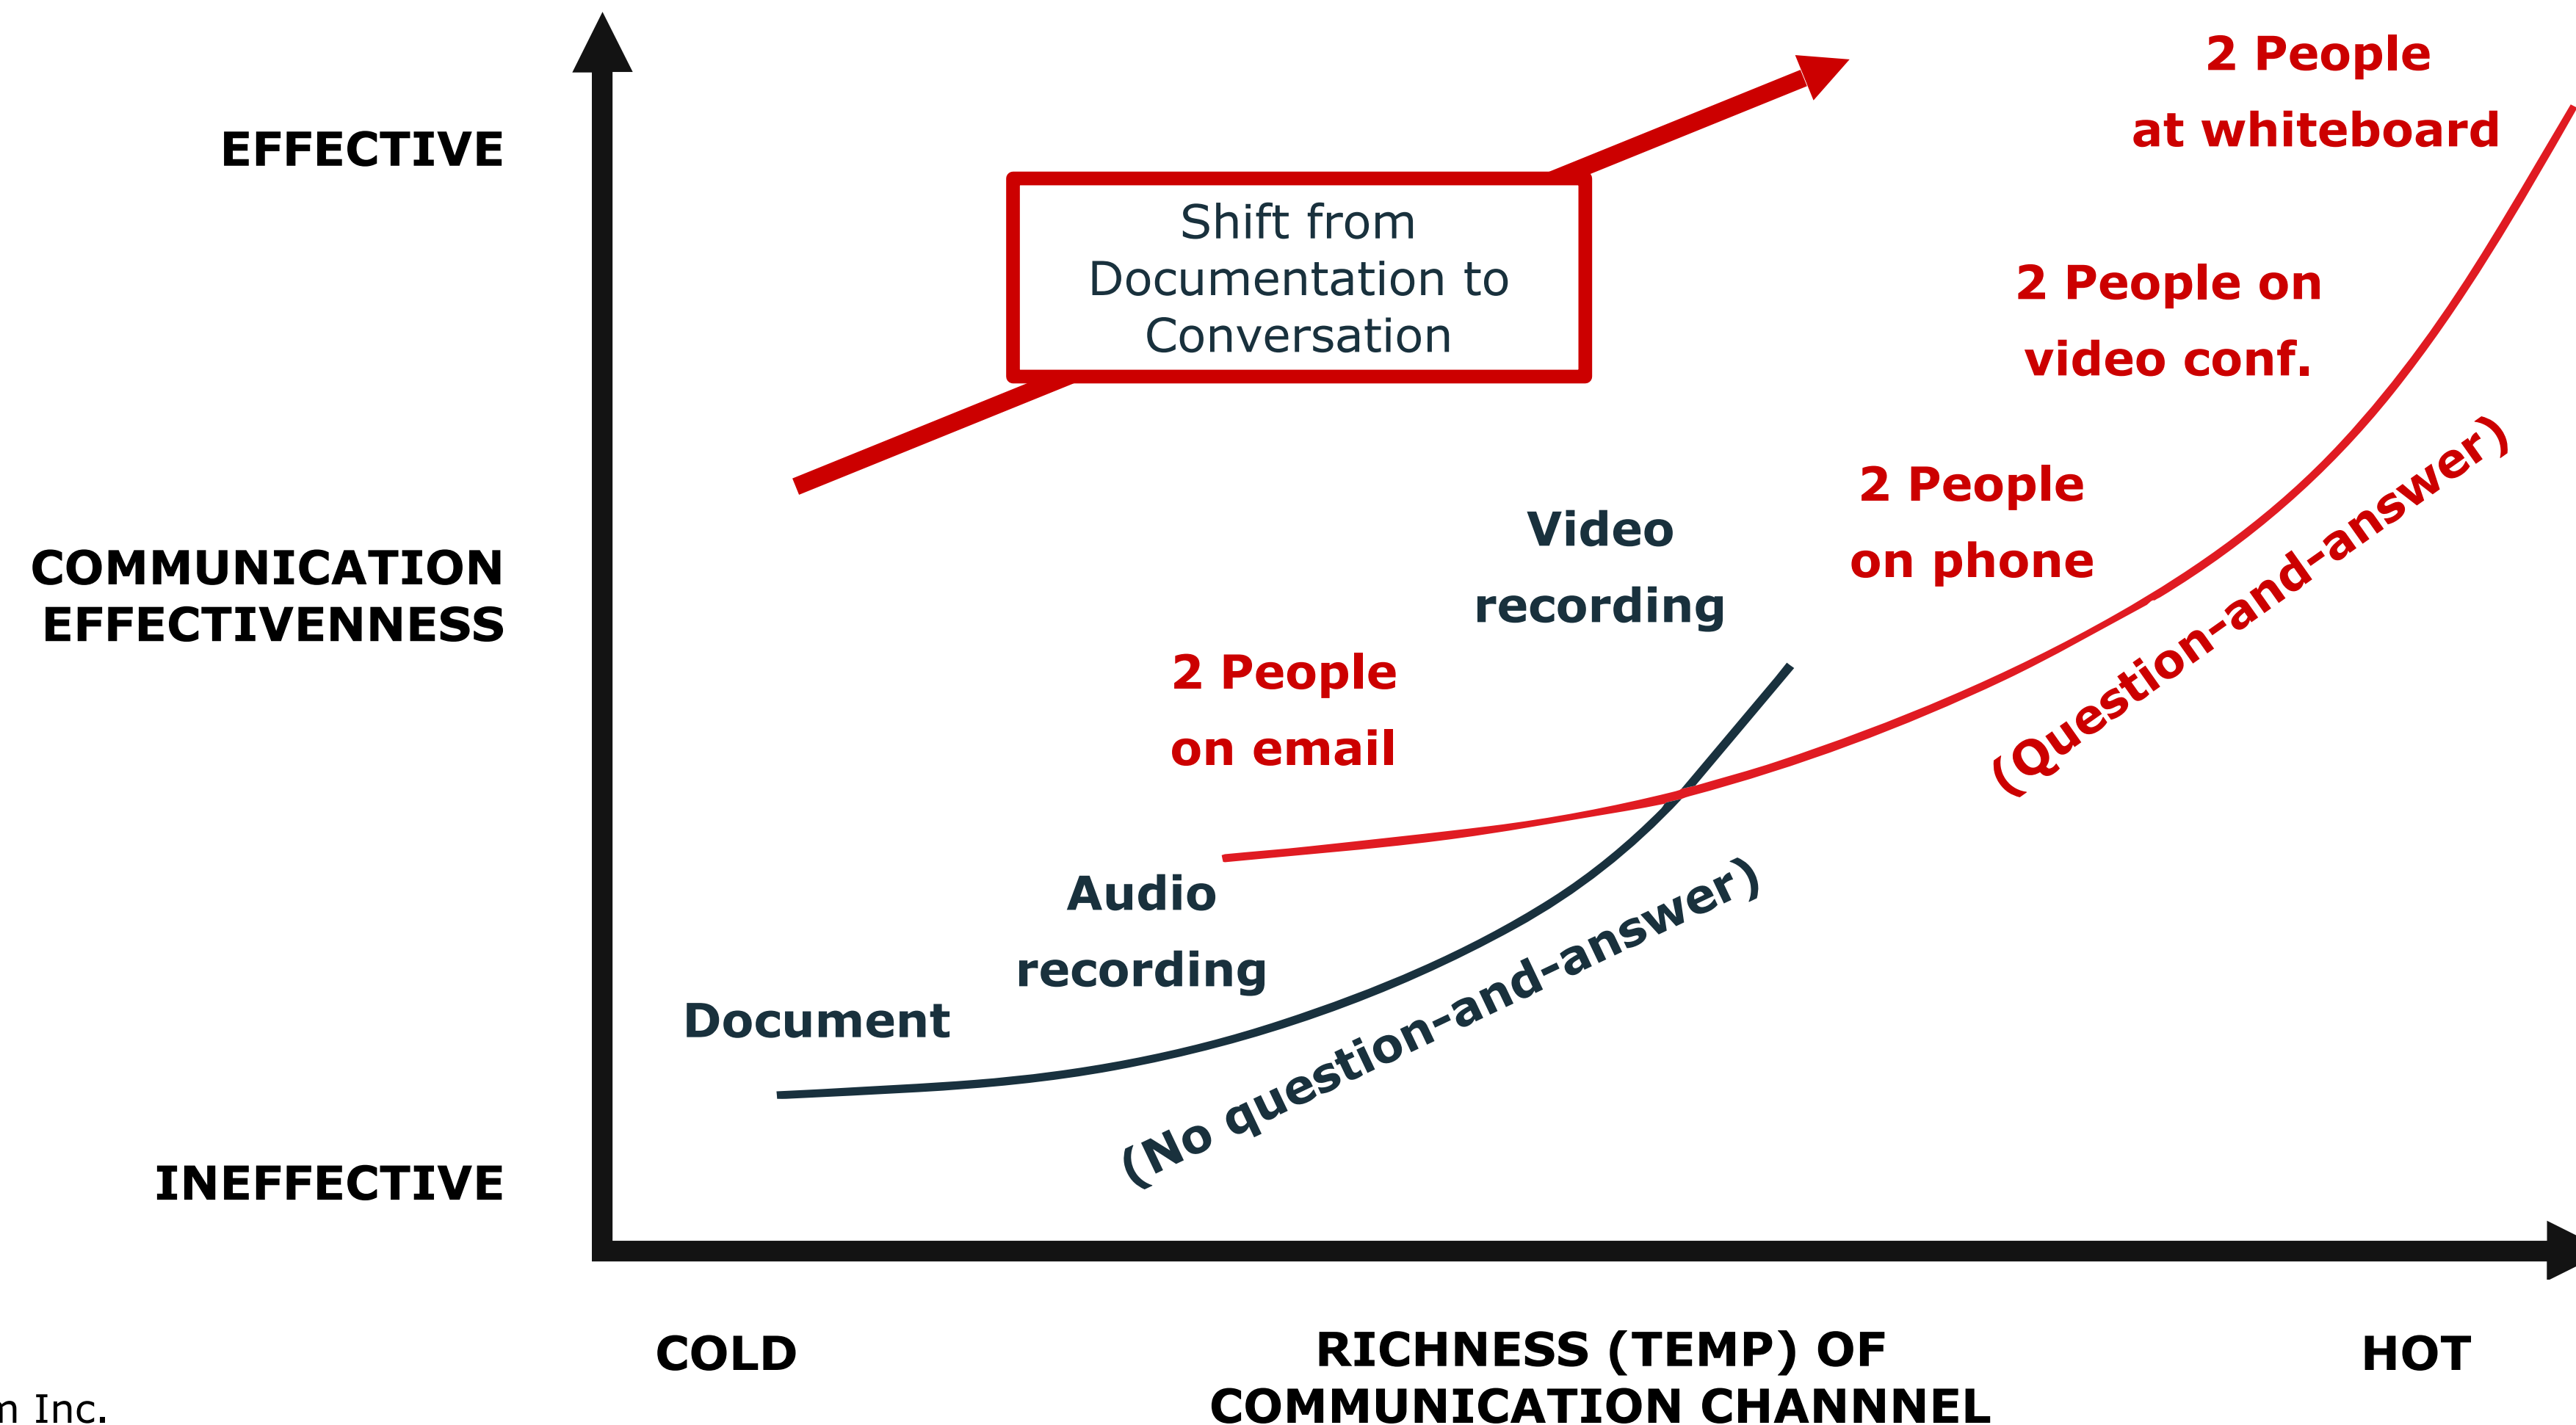 2 People
at whiteboard
EFFECTIVE
Shift from
Documentation to
Conversation
2 People on
video conf.
2 People
on phone
Video
recording
COMMUNICATION
EFFECTIVENNESS
(Question-and-answer)
2 People
on email
Audio
recording
Document
(No question-and-answer)
INEFFECTIVE
COLD
RICHNESS (TEMP) OF
COMMUNICATION CHANNNEL
HOT
Inc.